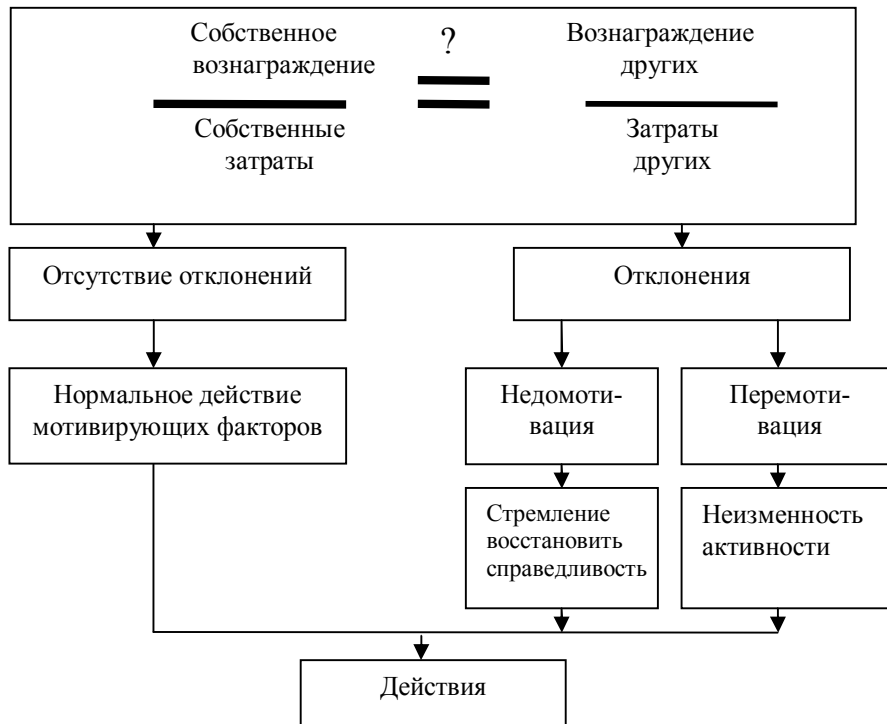 Собственное
вознаграждение
?
Вознаграждение
других
Собственные
затраты
Затраты
других
Отсутствие отклонений
Отклонения
Нормальное действие
мотивирующих факторов
Недомоти-
вация
Перемоти-
вация
Стремление
восстановить
справедливость
Неизменность
активности
Действия